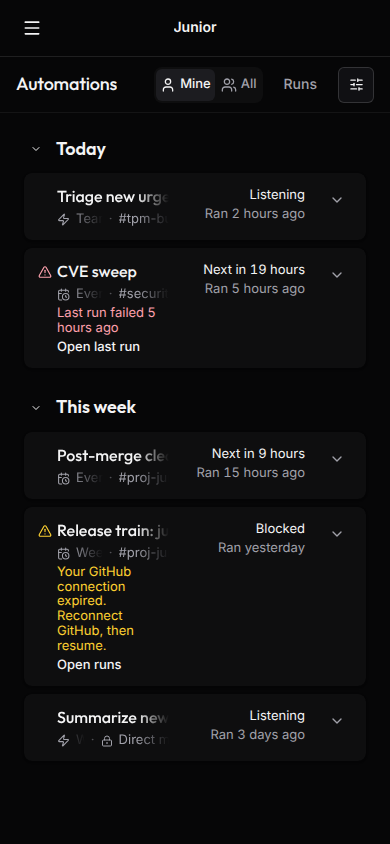 Junior
Automations
Mine
All
Runs
Today
Triage new urge
Listening
Tea · #tpm-b
Ran 2 hours ago
CVE sweep
Next in 19 hours
Eve · #securi
Ran 5 hours ago
Last run failed 5
hours ago
Open last run
This week
Post-merge cle
Next in 9 hours
Eve · #proj-ju
Ran 15 hours ago
Release train: ju
Blocked
Wee · #proj-ju
Ran yesterday
Your GitHub
connection
expired.
Reconnect
GitHub, then
resume.
Open runs
Summarize new
Listening
W · Direct m
Ran 3 days ago